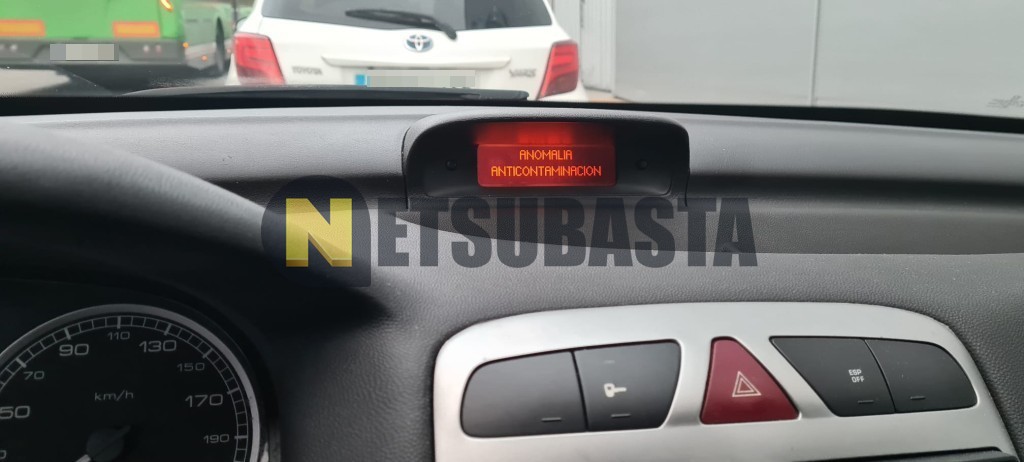 TOYOTA
YARIS
ANOMALIA
ANTICONTAMINACION
NETSUBASTA
50
70
90
110
130
150
170
190
km/h
ESP
OFF